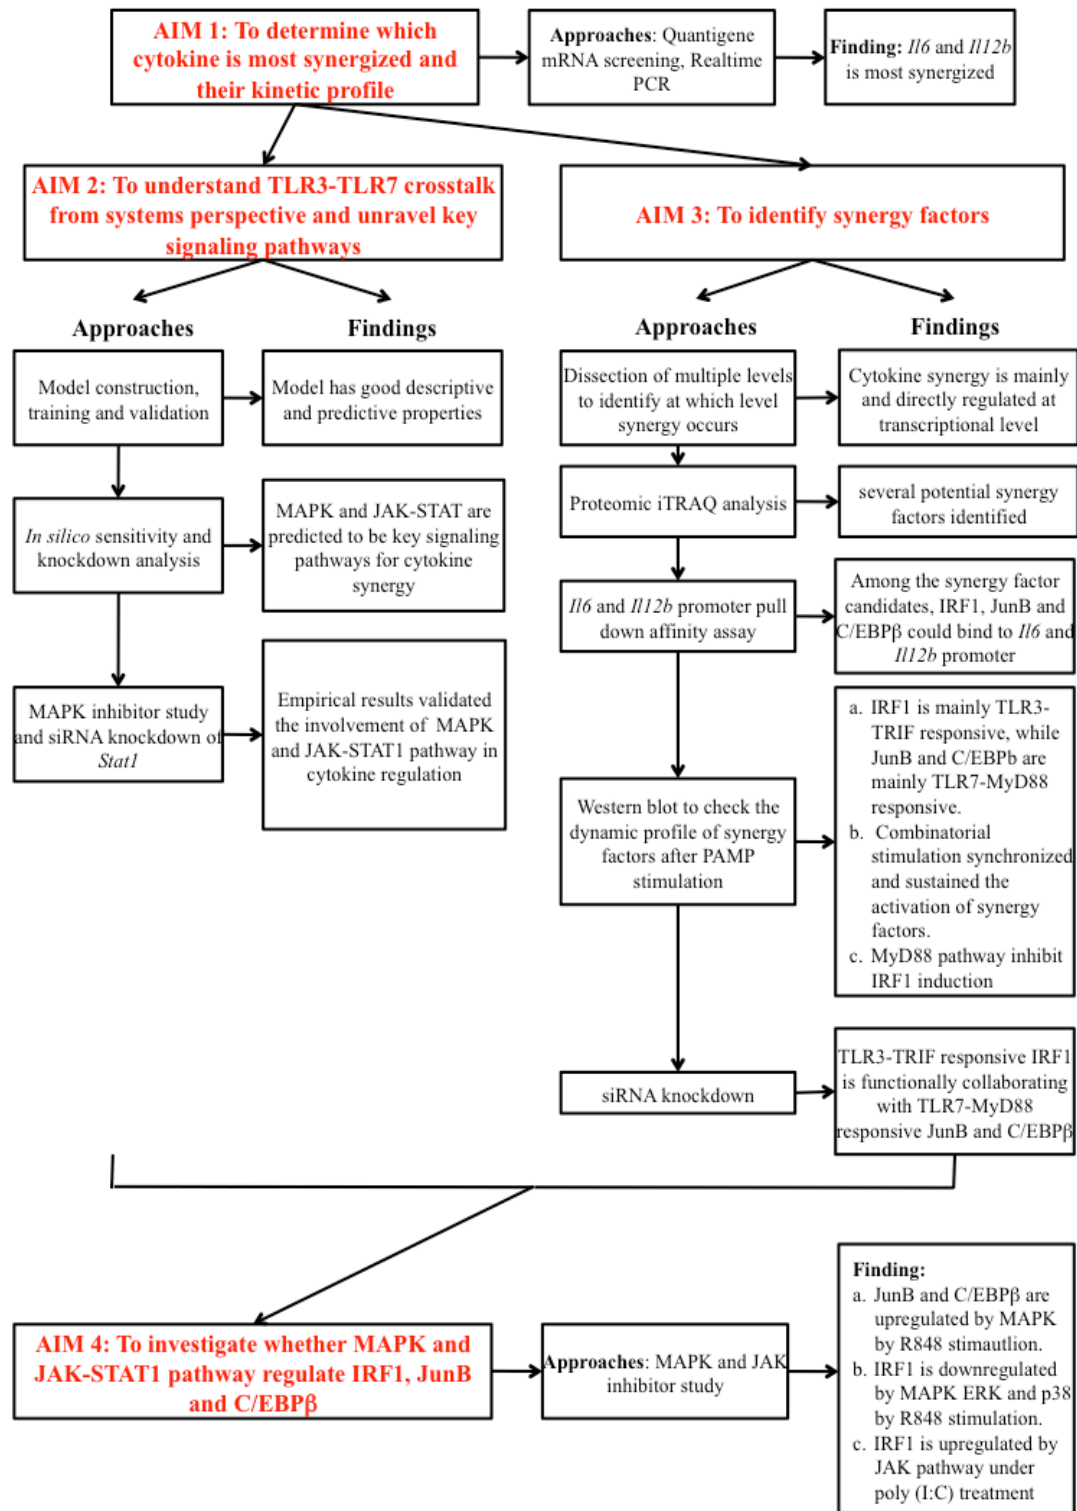 AIM 1: To determine which
cytokine is most synergized and
their kinetic profile
Approaches: Quantigene
mRNA screening, Realtime
PCR
Finding: Il6 and Il12b
is most synergized
AIM 2: To understand TLR3-TLR7 crosstalk
from systems perspective and unravel key
signaling pathways
AIM 3: To identify synergy factors
Approaches
Findings
Model construction,
training and validation
Model has good descriptive
and predictive properties
In silico sensitivity and
knockdown analysis
MAPK and JAK-STAT are
predicted to be key signaling
pathways for cytokine
synergy
MAPK inhibitor study
and siRNA knockdown of
Stat1
Empirical results validated
the involvement of MAPK
and JAK-STAT1 pathway in
cytokine regulation
Approaches
Findings
Dissection of multiple levels
to identify at which level
synergy occurs
Cytokine synergy is mainly
and directly regulated at
transcriptional level
Proteomic iTRAQ analysis
several potential synergy
factors identified
Il6 and Il12b promoter pull
down affinity assay
Among the synergy factor
candidates, IRF1, JunB and
C/EBPβ could bind to Il6 and
Il12b promoter
Western blot to check the
dynamic profile of synergy
factors after PAMP
stimulation
a. IRF1 is mainly TLR3-
TRIF responsive, while
JunB and C/EBPb are
mainly TLR7-MyD88
responsive.
b. Combinatorial
stimulation synchronized
and sustained the
activation of synergy
factors.
c. MyD88 pathway inhibit
IRF1 induction
siRNA knockdown
TLR3-TRIF responsive IRF1
is functionally collaborating
with TLR7-MyD88
responsive JunB and C/EBPβ
AIM 4: To investigate whether MAPK and
JAK-STAT1 pathway regulate IRF1, JunB
and C/EBPβ
Approaches: MAPK and JAK
inhibitor study
Finding:
a. JunB and C/EBPβ are
upregulated by MAPK
by R848 stimautlion.
b. IRF1 is downregulated
by MAPK ERK and p38
by R848 stimulation.
c. IRF1 is upregulated by
JAK pathway under
poly (I:C) treatment